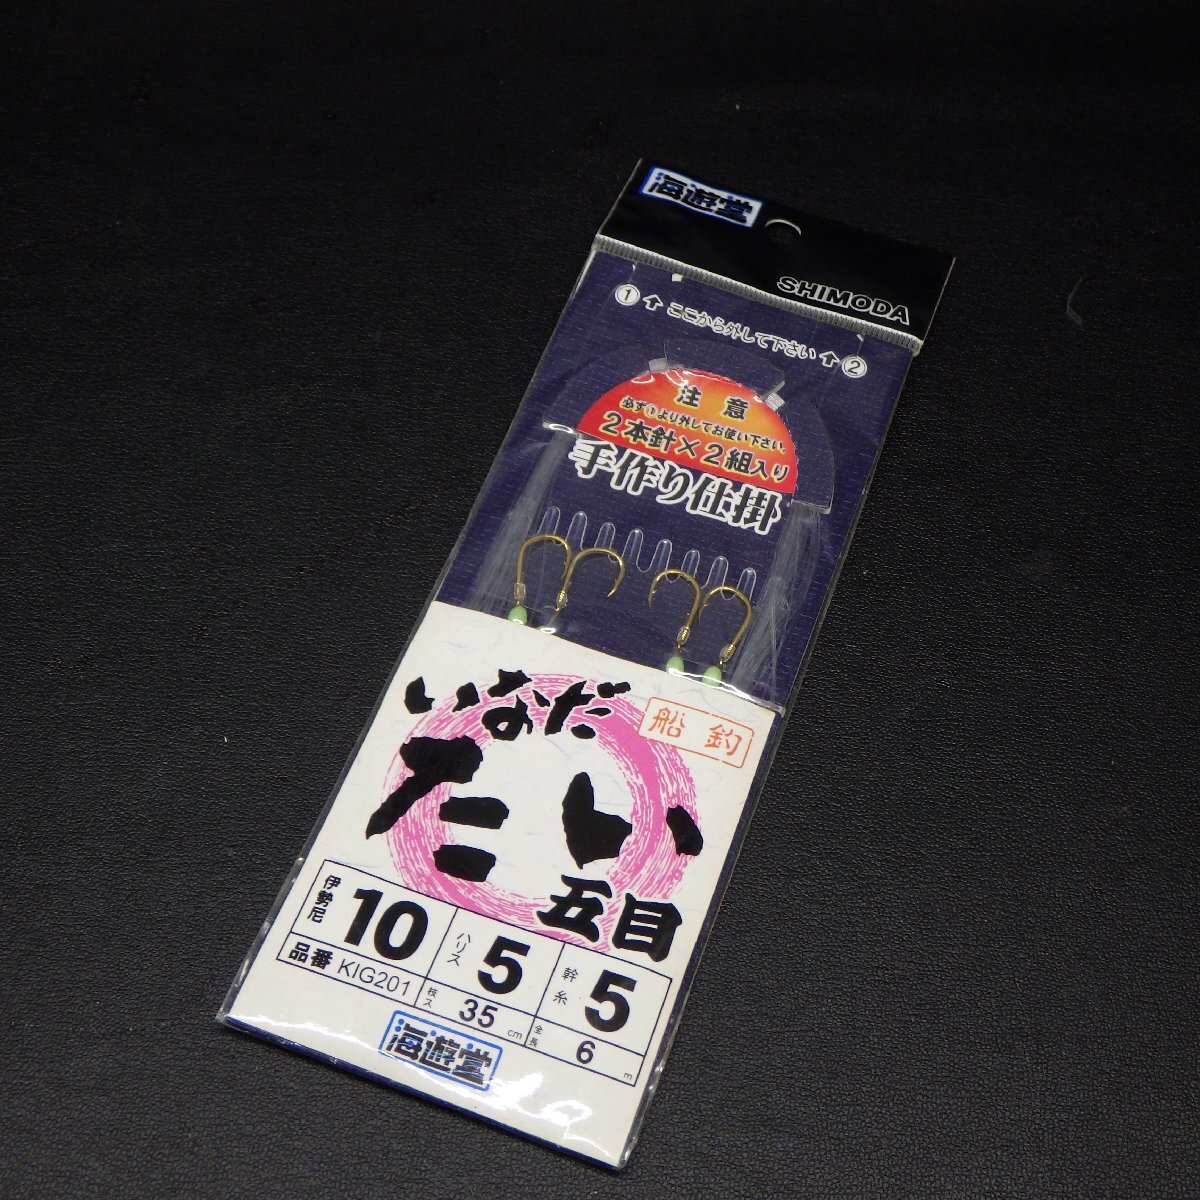 海遊堂
SHIMODA
① ⇧ ここから外して下さい ⇧ ②
注意
必ず①より外してお使い下さい。
2本針×2組入り
手作り仕掛
いなだ
船釣
たい
五目
伊勢尼 10 ハリス 5 幹糸 5
品番 KIG201 枝ス 35cm 全長 6m
海遊堂